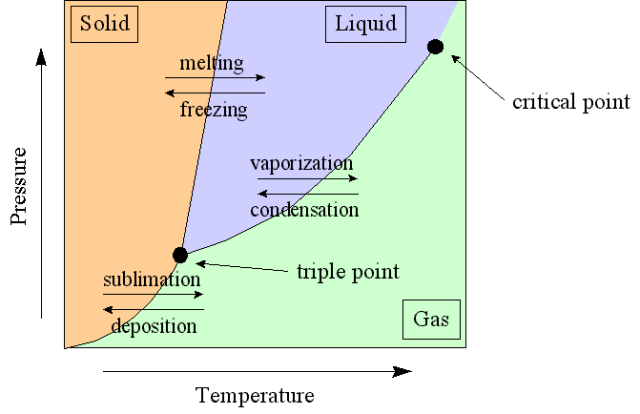 Solid
Liquid
melting
freezing
critical point
vaporization
condensation
Pressure
triple point
sublimation
deposition
Gas
Temperature